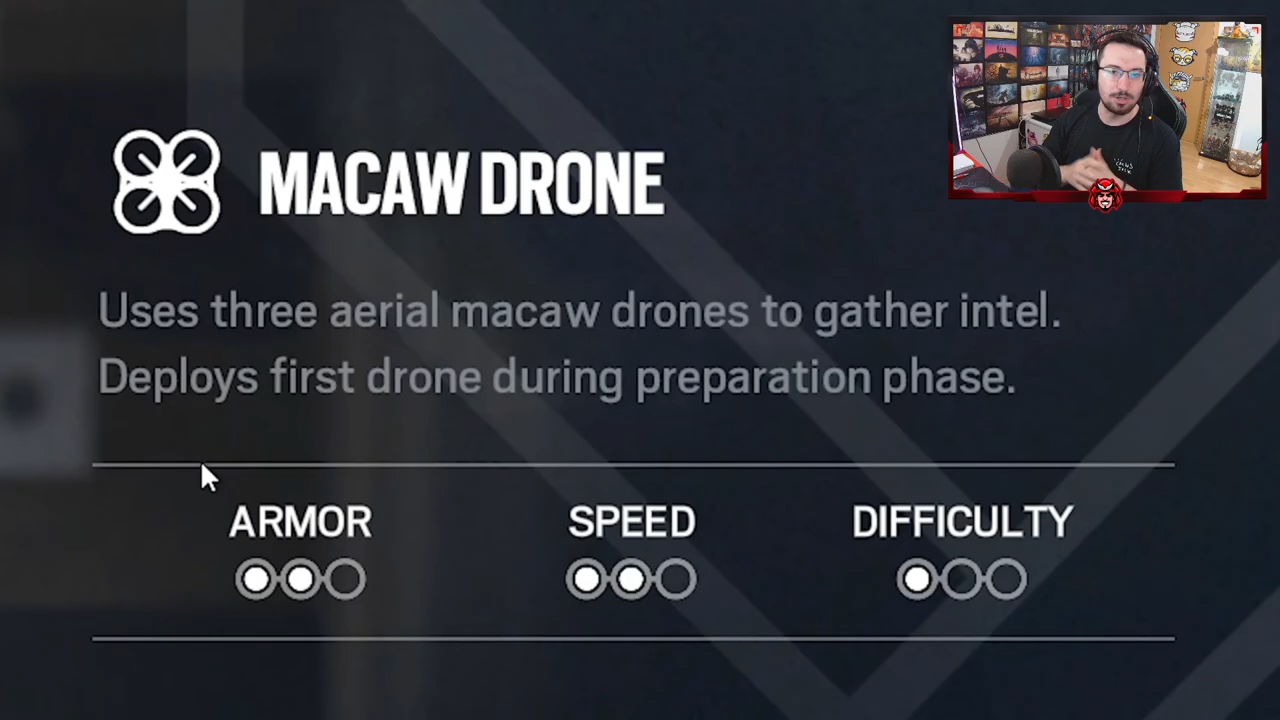 MACAW DRONE
Uses three aerial macaw drones to gather intel.
Deploys first drone during preparation phase.
ARMOR SPEED DIFFICULTY